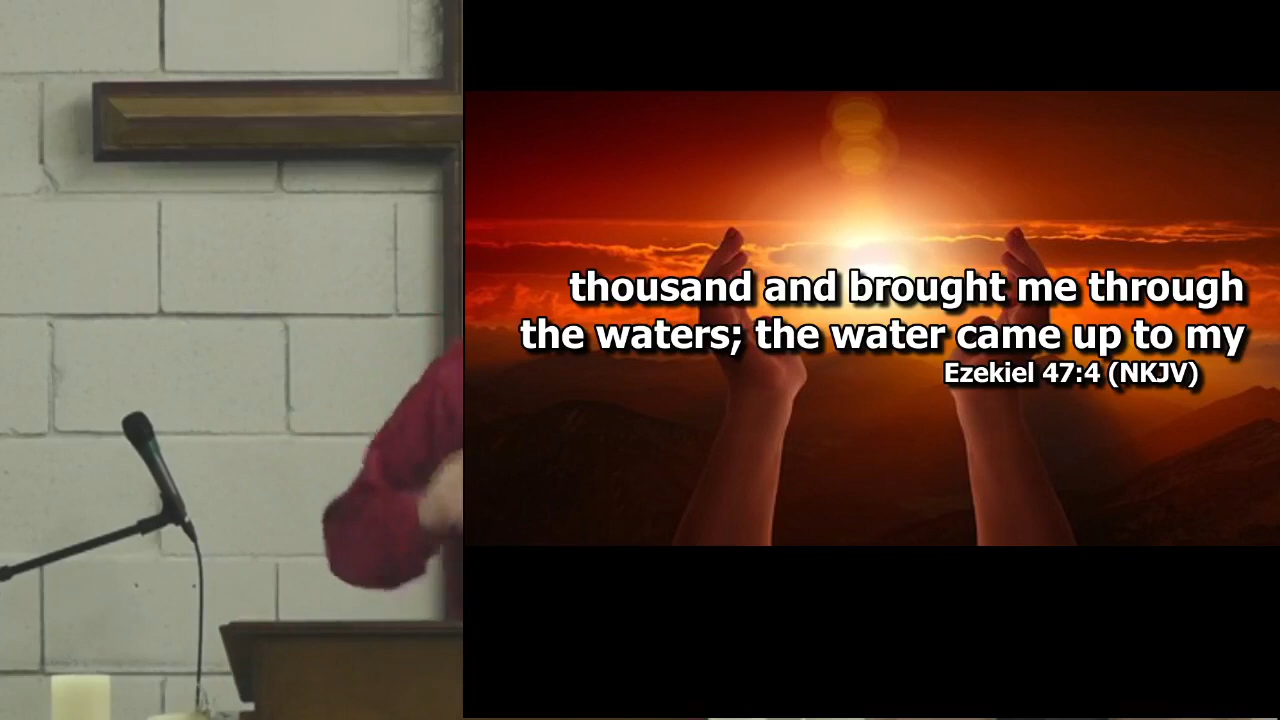 thousand and brought me through
the waters; the water came up to my
Ezekiel 47:4 (NKJV)